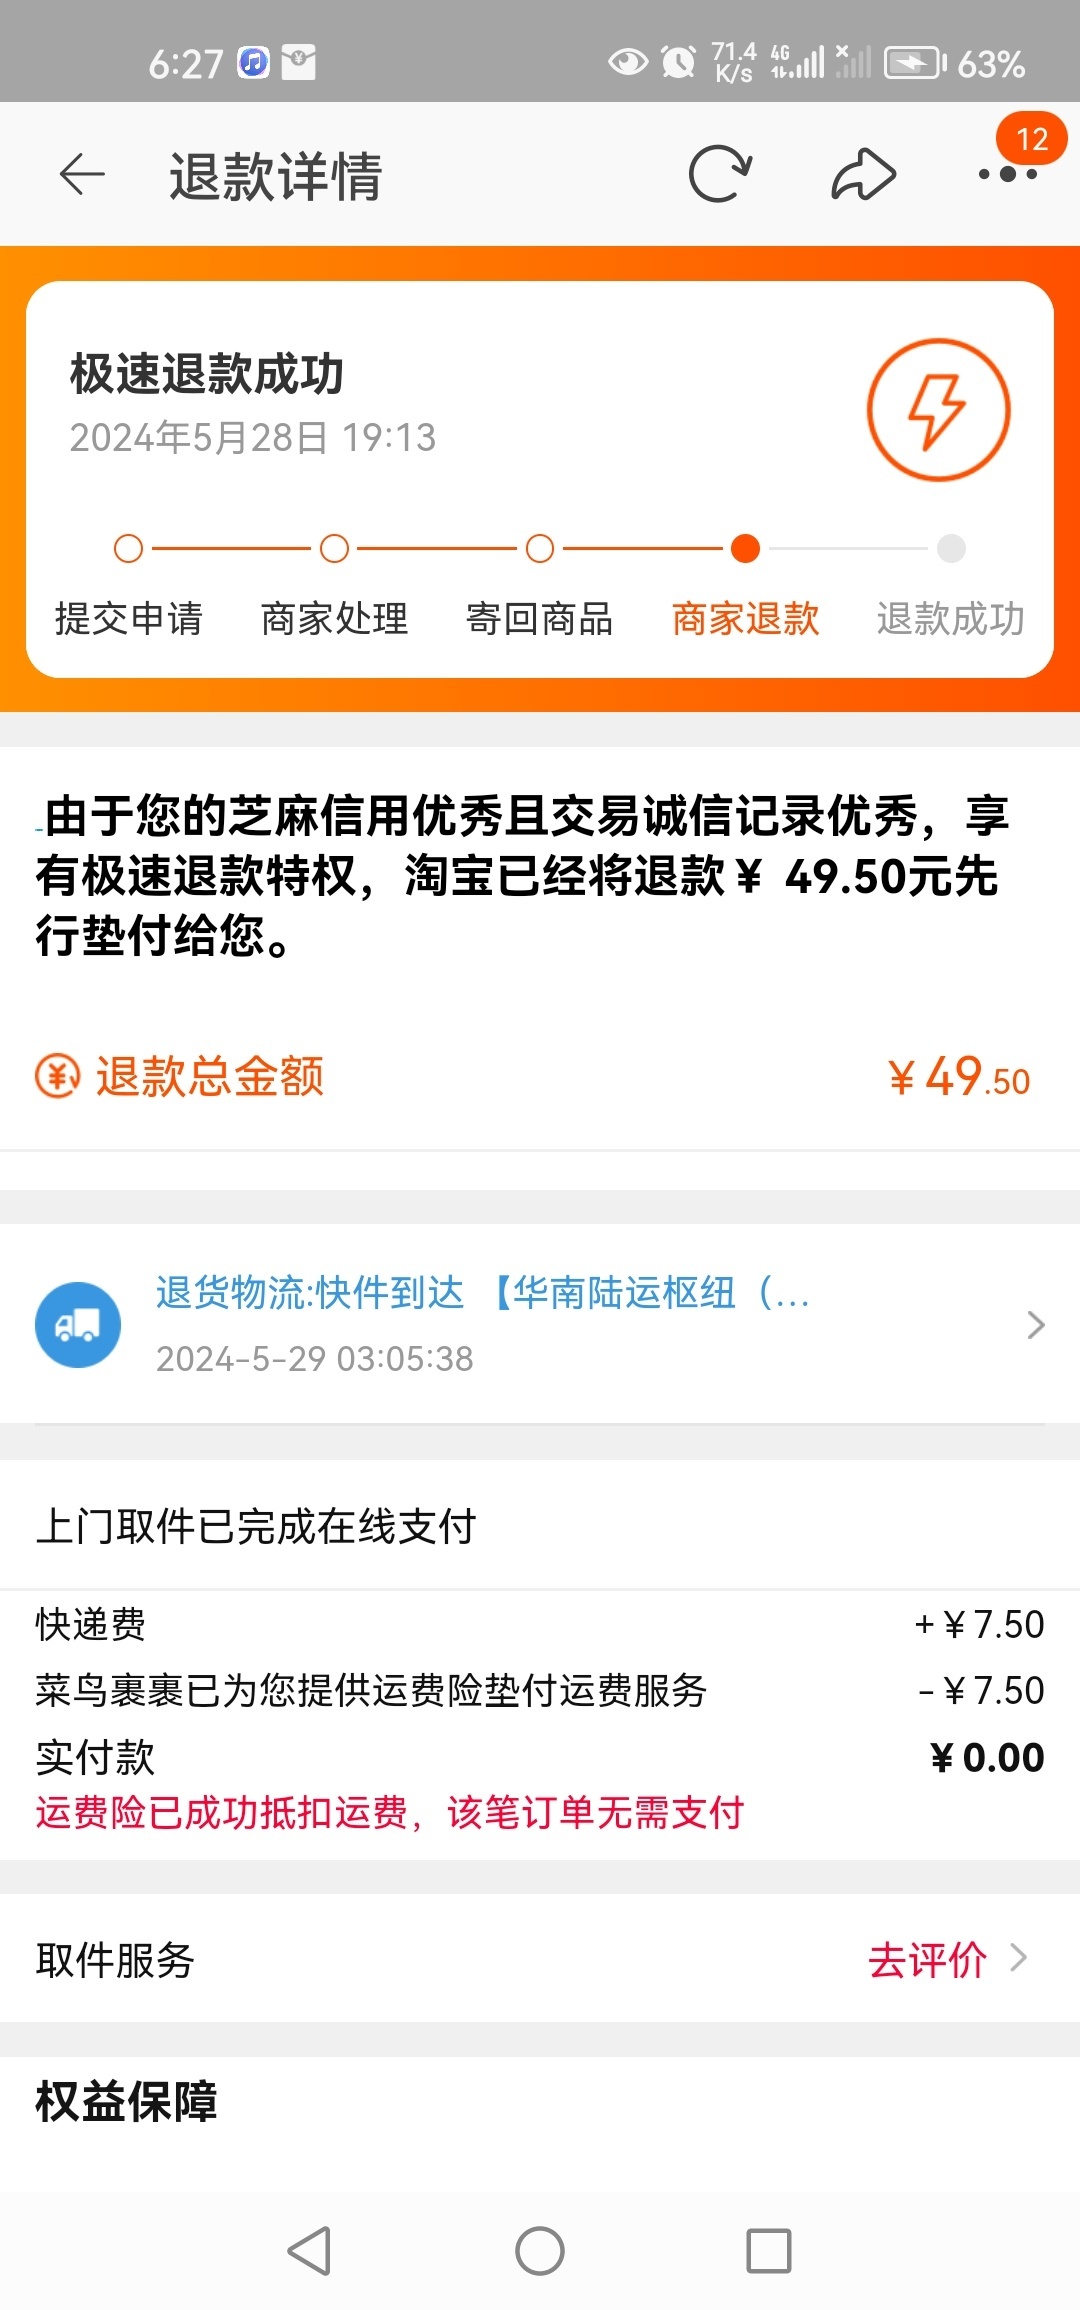 6:27
71.4 K/s 4G 63%
退款详情
12
极速退款成功
2024年5月28日 19:13
提交申请 商家处理 寄回商品 商家退款 退款成功
由于您的芝麻信用优秀且交易诚信记录优秀，享
有极速退款特权，淘宝已经将退款¥ 49.50元先
行垫付给您。
退款总金额 ¥49.50
退货物流:快件到达 【华南陆运枢纽（...
2024-5-29 03:05:38
上门取件已完成在线支付
快递费 +¥7.50
菜鸟裹裹已为您提供运费险垫付运费服务 -¥7.50
实付款 ¥0.00
运费险已成功抵扣运费，该笔订单无需支付
取件服务 去评价
权益保障